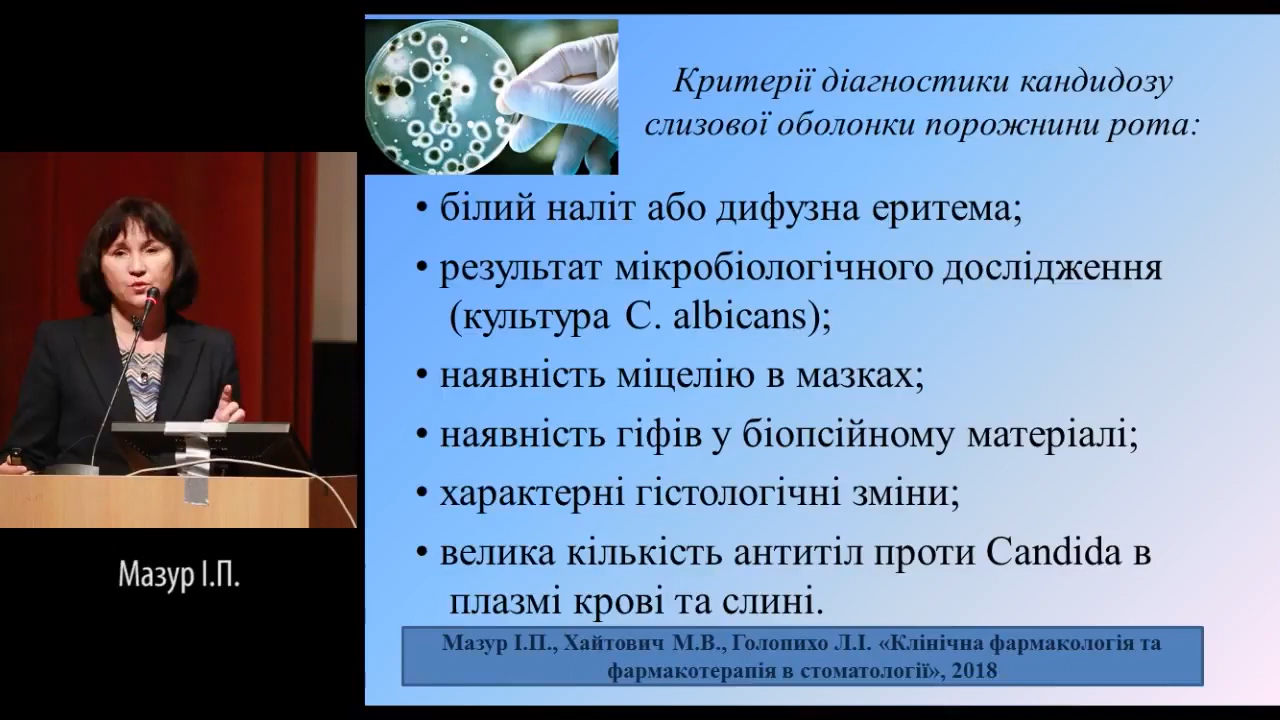 Критерії діагностики кандидозу
слизової оболонки порожнини рота:
• білий наліт або дифузна еритема;
• результат мікробіологічного дослідження
(культура C. albicans);
• наявність міцелію в мазках;
• наявність гіфів у біопсійному матеріалі;
• характерні гістологічні зміни;
• велика кількість антитіл проти Candida в
плазмі крові та слині.
Мазур І.П., Хайтович М.В., Голопихо Л.І. «Клінічна фармакологія та
фармакотерапія в стоматології», 2018
Мазур І.П.